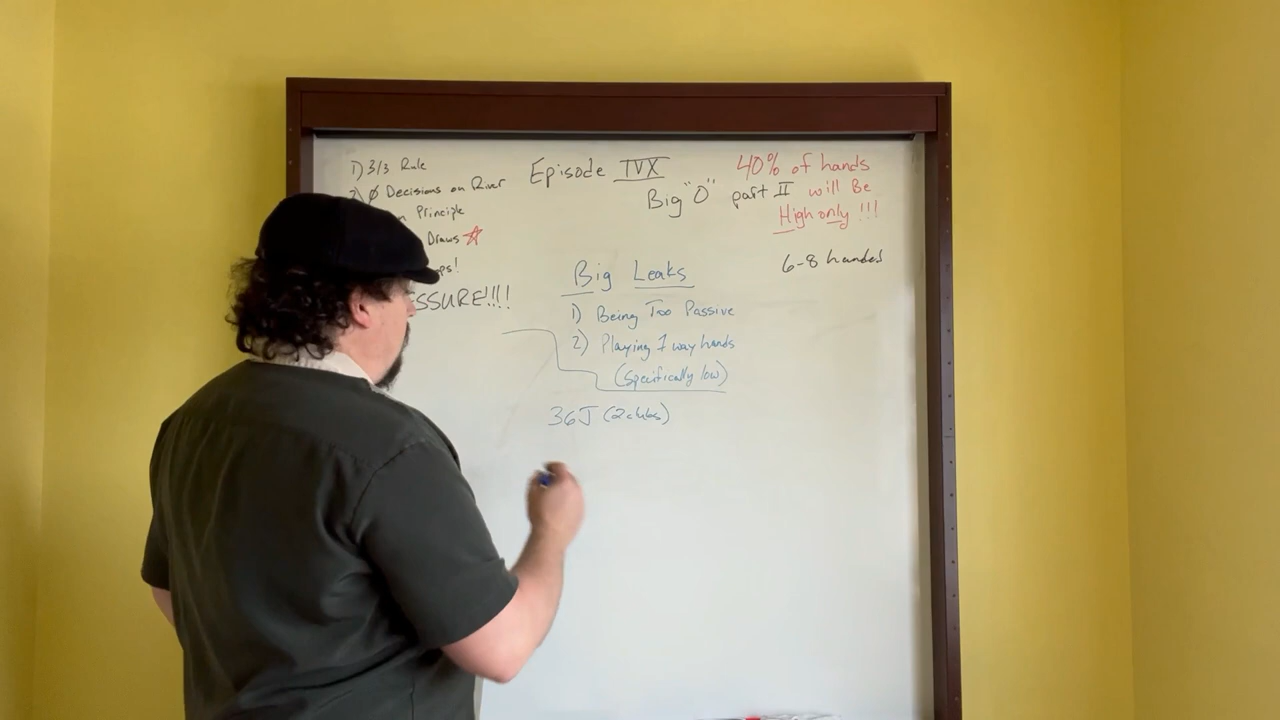 1) 3/3 Rule
2) Ø Decisions on River
Principle
Draws
ps!
SSURE!!!!
Episode IVX
Big "O" part II
40% of hands
will Be
High only!!!
6-8 handed
Big Leaks
1) Being Too Passive
2) Playing 1 way hands
(specifically low)
36J (2 clubs)